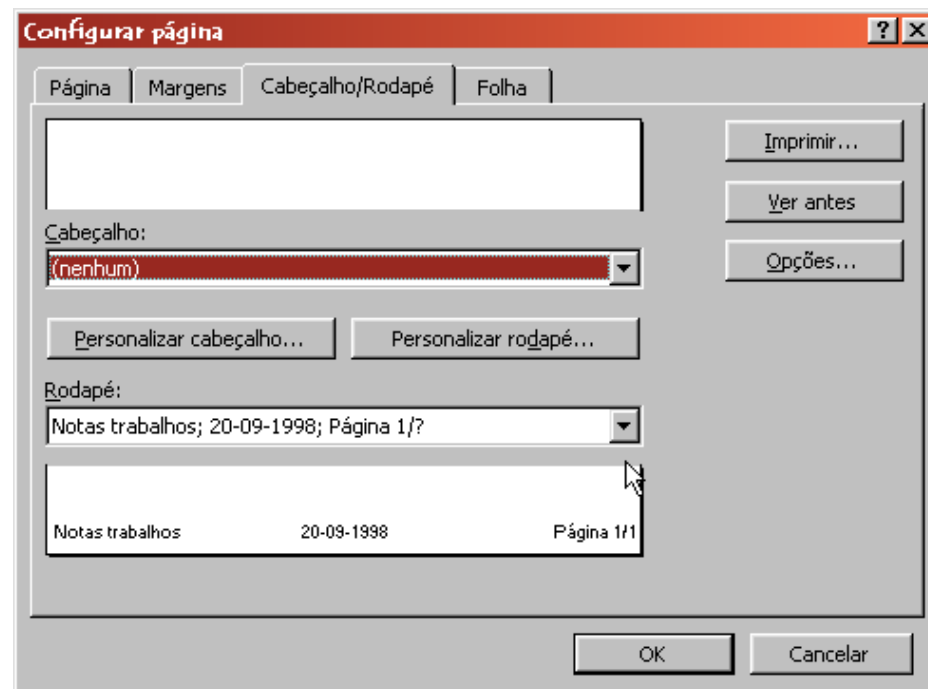 Configurar página
Página Margens Cabeçalho/Rodapé Folha
Imprimir...
Ver antes
Cabeçalho:
(nenhum)
Opções...
Personalizar cabeçalho... Personalizar rodapé...
Rodapé:
Notas trabalhos; 20-09-1998; Página 1/?
Notas trabalhos 20-09-1998 Página 1/1
OK Cancelar